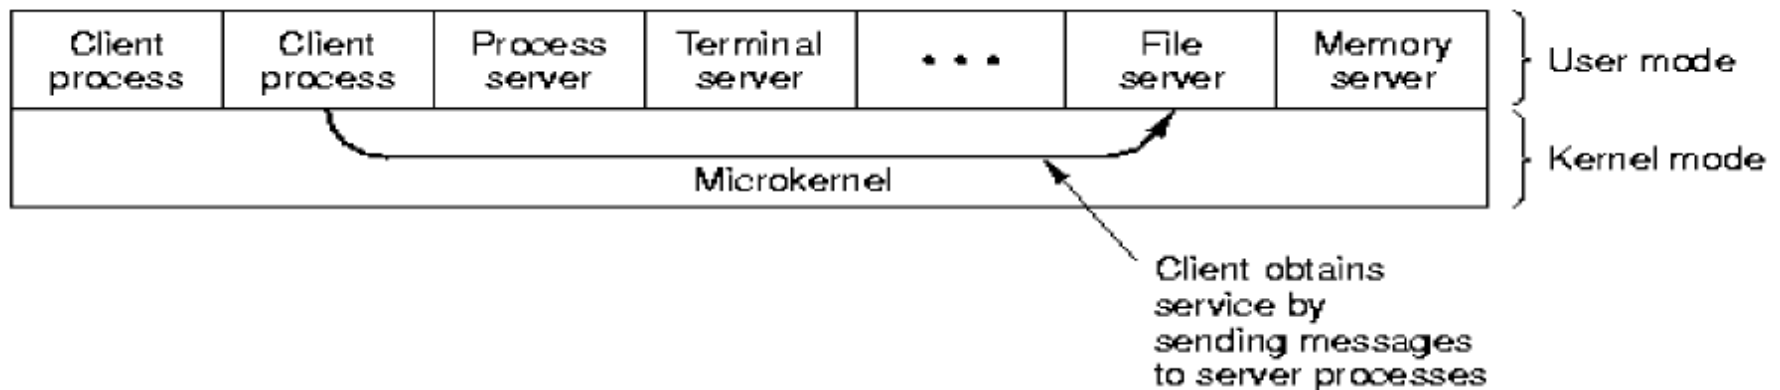 Client process
Client process
Process server
Terminal server
• • •
File server
Memory server
User mode
Microkernel
Kernel mode
Client obtains
service by
sending messages
to server processes